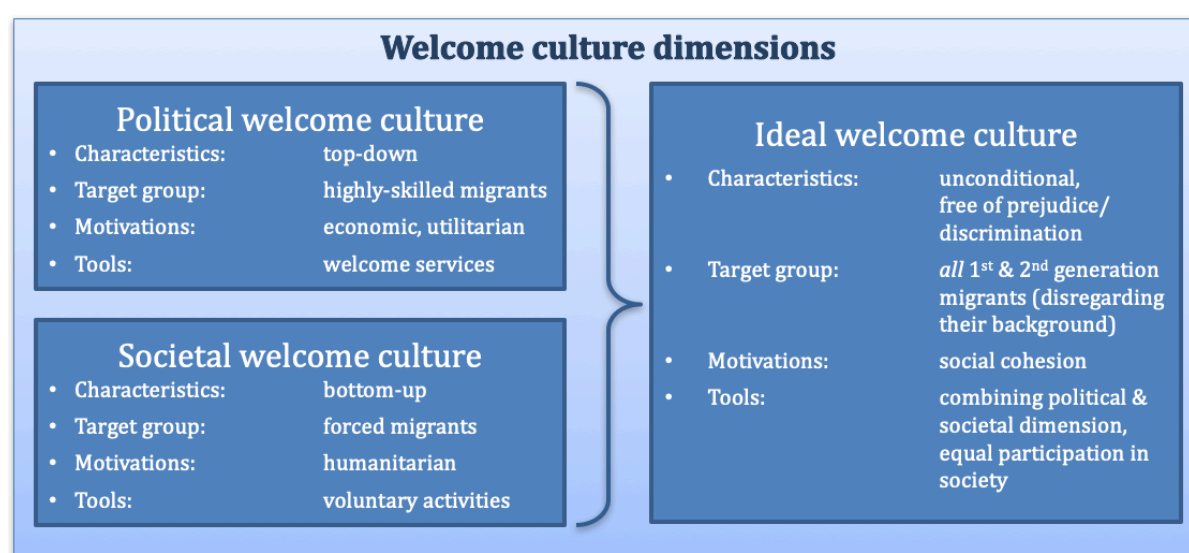 Welcome culture dimensions
Political welcome culture
• Characteristics: top-down
• Target group: highly-skilled migrants
• Motivations: economic, utilitarian
• Tools: welcome services
Societal welcome culture
• Characteristics: bottom-up
• Target group: forced migrants
• Motivations: humanitarian
• Tools: voluntary activities
Ideal welcome culture
• Characteristics: unconditional,
free of prejudice/
discrimination
• Target group: all 1st & 2nd generation
migrants (disregarding
their background)
• Motivations: social cohesion
• Tools: combining political &
societal dimension,
equal participation in
society